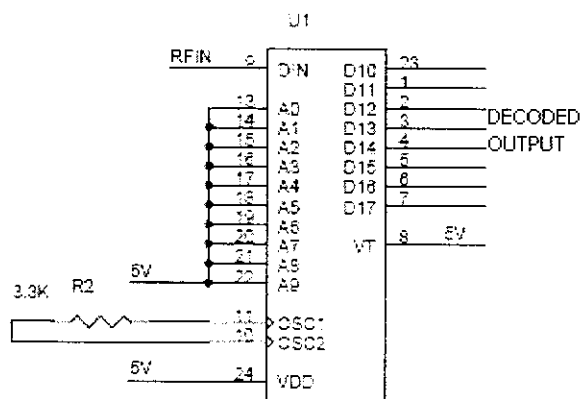 U1
RFIN 9 DIN D10 23
D11 1
13 A0 D12 2 DECODED
14 A1 D13 3
15 A2 D14 4 OUTPUT
16 A3 D15 5
17 A4 D16 6
18 A5 D17 7
19 A6
20 A7 VT 8 5V
21 A8
5V 22 A9
3.3K R2
11 OSC1
10 OSC2
5V 24 VDD